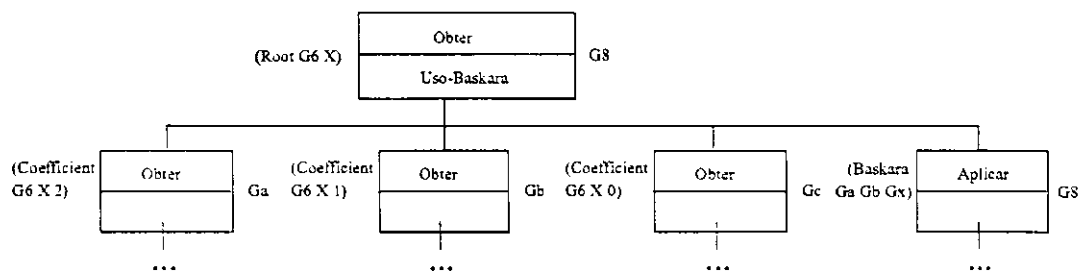 Obter
(Root G6 X)
G8
Uso-Baskara
(Coefficient
G6 X 2)
Obter
Ga
(Coefficient
G6 X 1)
Obter
Gb
(Coefficient
G6 X 0)
Obter
Gc
(Baskara
Ga Gb Gx)
Aplicar
G8
...
...
...
...